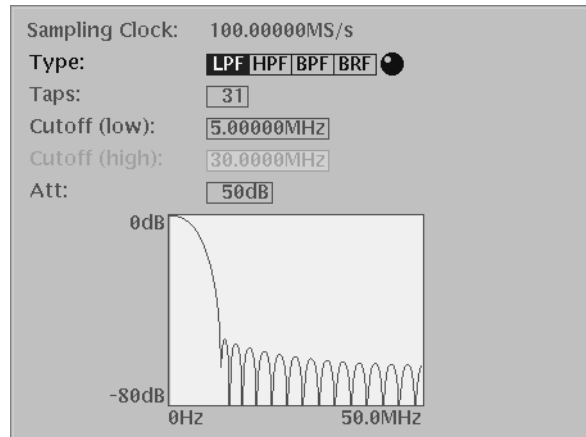 Sampling Clock: 100.00000MS/s
Type: LPF HPF BPF BRF
Taps: 31
Cutoff (low): 5.00000MHz
Cutoff (high): 30.0000MHz
Att: 50dB
0dB
-80dB
0Hz 50.0MHz